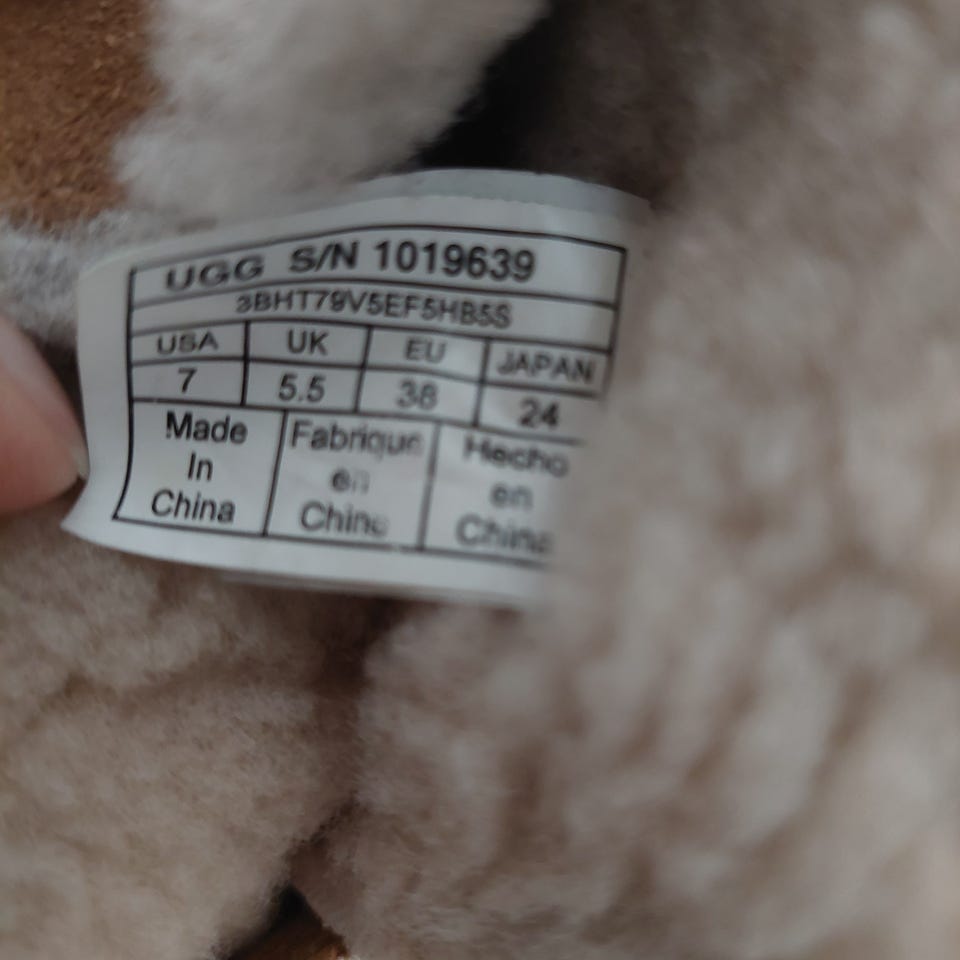 UGG S/N 1019639
3BHT79V5EF5HB5S
USA UK EU JAPAN
7 5.5 38 24
Made Fabrique Hecho
In en en
China Chine China